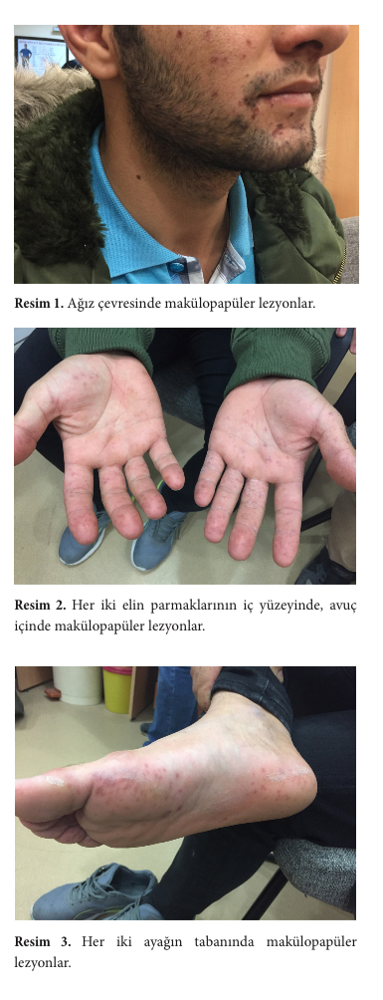 Resim 1. Ağız çevresinde makülopapüler lezyonlar.
Resim 2. Her iki elin parmaklarının iç yüzeyinde, avuç
içinde makülopapüler lezyonlar.
Resim 3. Her iki ayağın tabanında makülopapüler
lezyonlar.